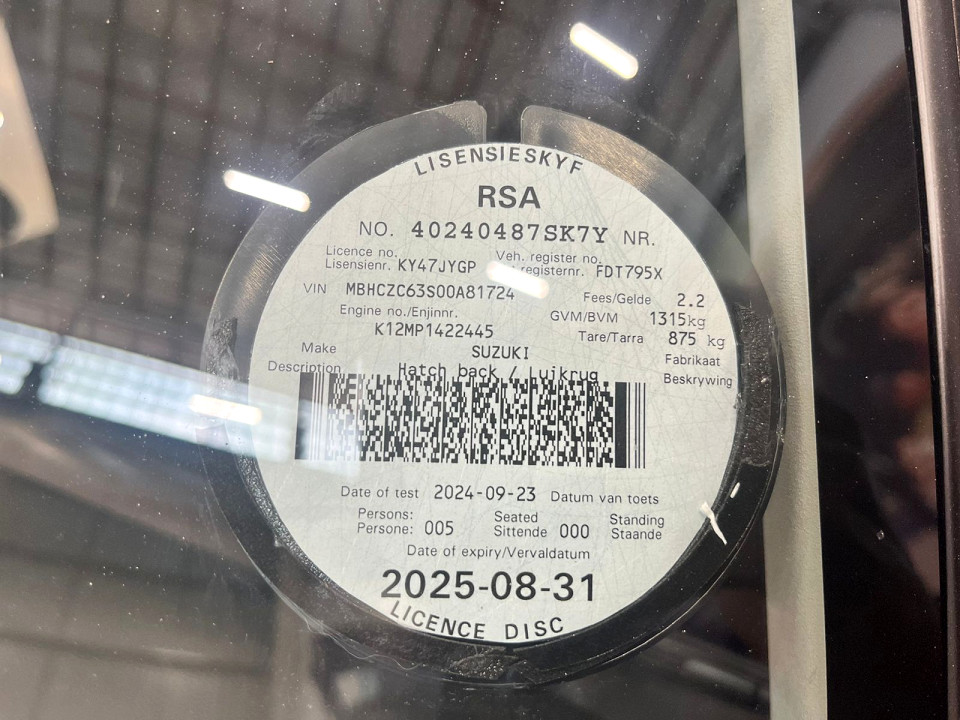 LISENSIESKYF
RSA
NO. 40240487SK7Y NR.
Licence no. Veh. register no.
Lisensienr. KY47JYGP registernr. FDT795X
VIN MBHCZC63S00A81724 Fees/Gelde 2.2
Engine no./Enjinnr. GVM/BVM 1315kg
K12MP1422445 Tare/Tarra 875 kg
Make SUZUKI Fabrikaat
Description Hatch back / Luikrug Beskrywing
Date of test 2024-09-23 Datum van toets
Persons: Seated Standing
Persone: 005 Sittende 000 Staande
Date of expiry/Vervaldatum
2025-08-31
LICENCE DISC